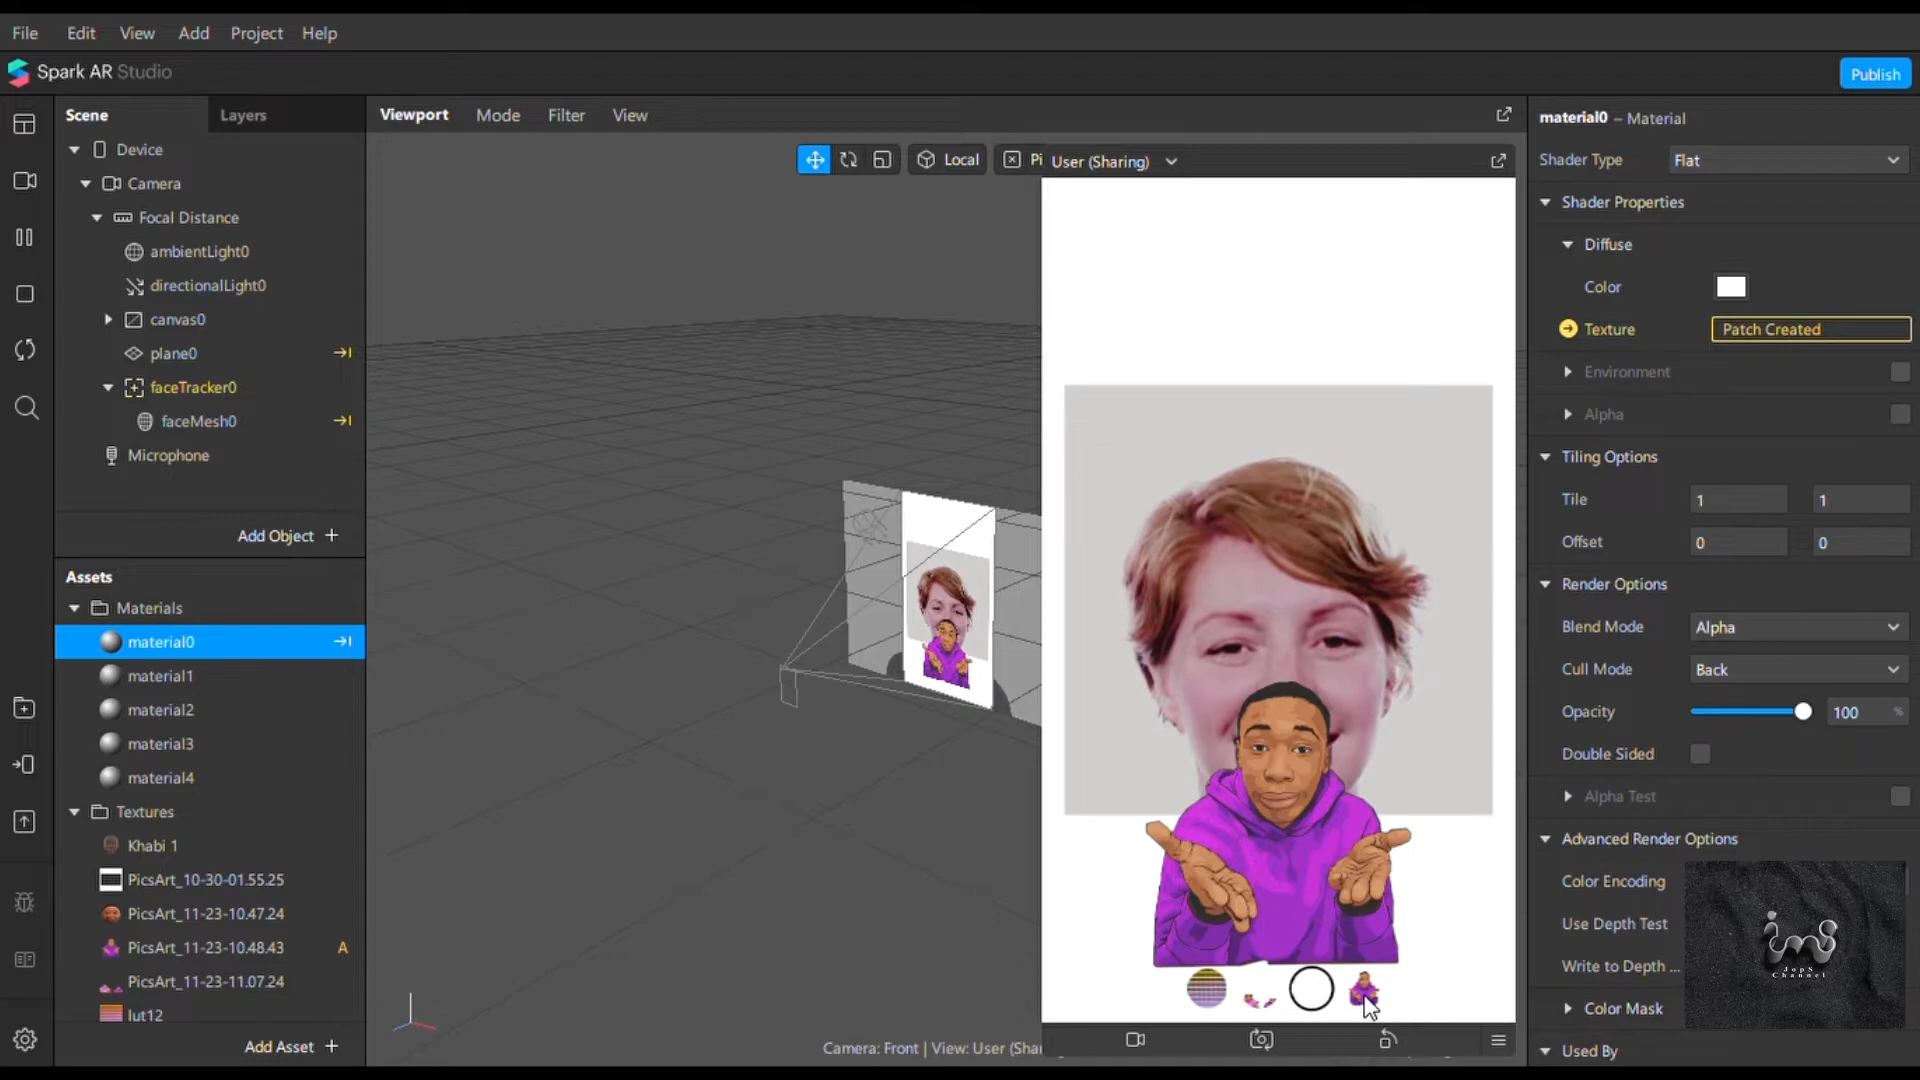 File Edit View Add Project Help
Spark AR Studio
Publish
Scene
Layers
Device
Camera
Focal Distance
ambientLight0
directionalLight0
canvas0
plane0
faceTracker0
faceMesh0
Microphone
Add Object +
Assets
Materials
material0
material1
material2
material3
material4
Textures
Khabi 1
PicsArt_10-30-01.55.25
PicsArt_11-23-10.47.24
PicsArt_11-23-10.48.43 A
PicsArt_11-23-11.07.24
lut12
Add Asset +
Viewport Mode Filter View
Local
Pi
User (Sharing)
Camera: Front | View: User (Shar
material0 – Material
Shader Type Flat
Shader Properties
Diffuse
Color
Texture Patch Created
Environment
Alpha
Tiling Options
Tile 1 1
Offset 0 0
Render Options
Blend Mode Alpha
Cull Mode Back
Opacity 100 %
Double Sided
Alpha Test
Advanced Render Options
Color Encoding
Use Depth Test
Write to Depth ...
Color Mask
Used By
JopS
Channel